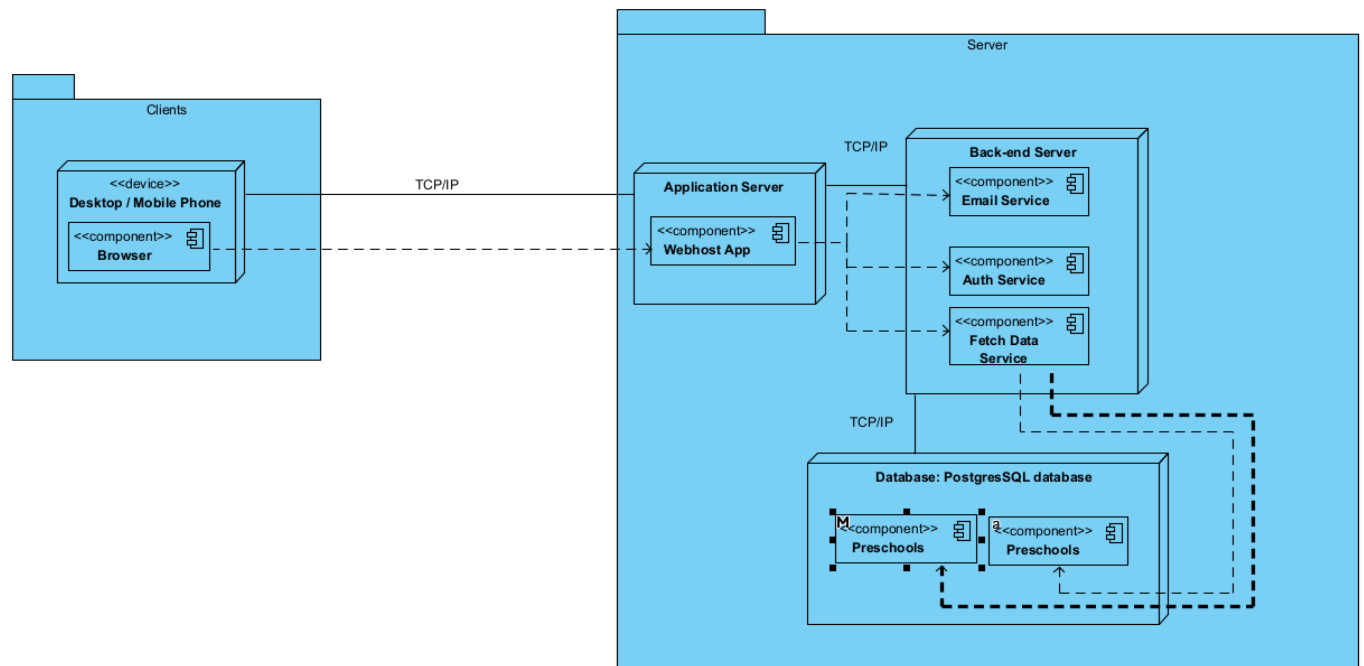 Server
Clients
TCP/IP
Back-end Server
<<device>>
Desktop / Mobile Phone
<<component>>
Browser
TCP/IP
Application Server
<<component>>
Webhost App
<<component>>
Email Service
<<component>>
Auth Service
<<component>>
Fetch Data
Service
TCP/IP
Database: PostgresSQL database
M
<<component>>
Preschools
a
<<component>>
Preschools